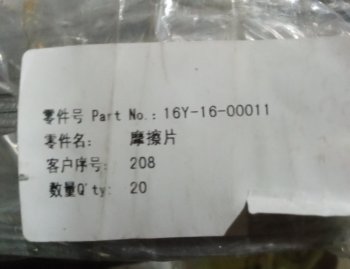 零件号 Part No.: 16Y-16-00011
零件名: 摩擦片
客户序号: 208
数量Q'ty: 20